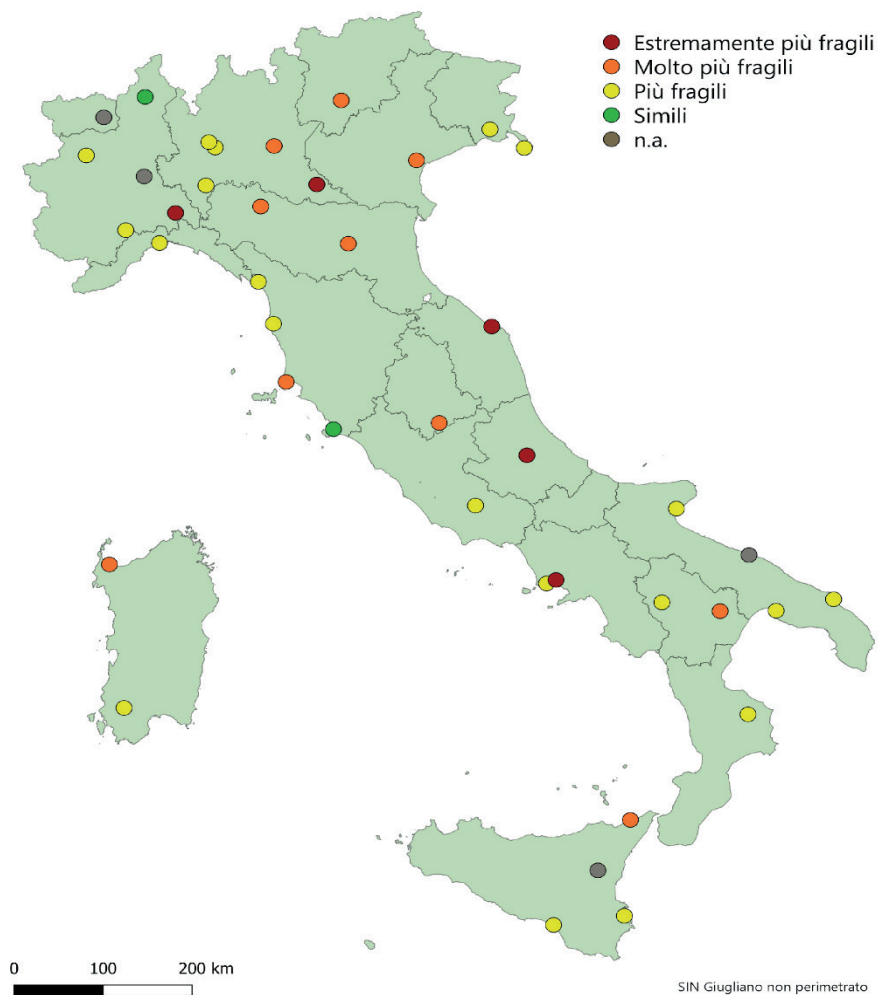 Estremamente più fragili
Molto più fragili
Più fragili
Simili
n.a.
0 100 200 km
SIN Giugliano non perimetrato